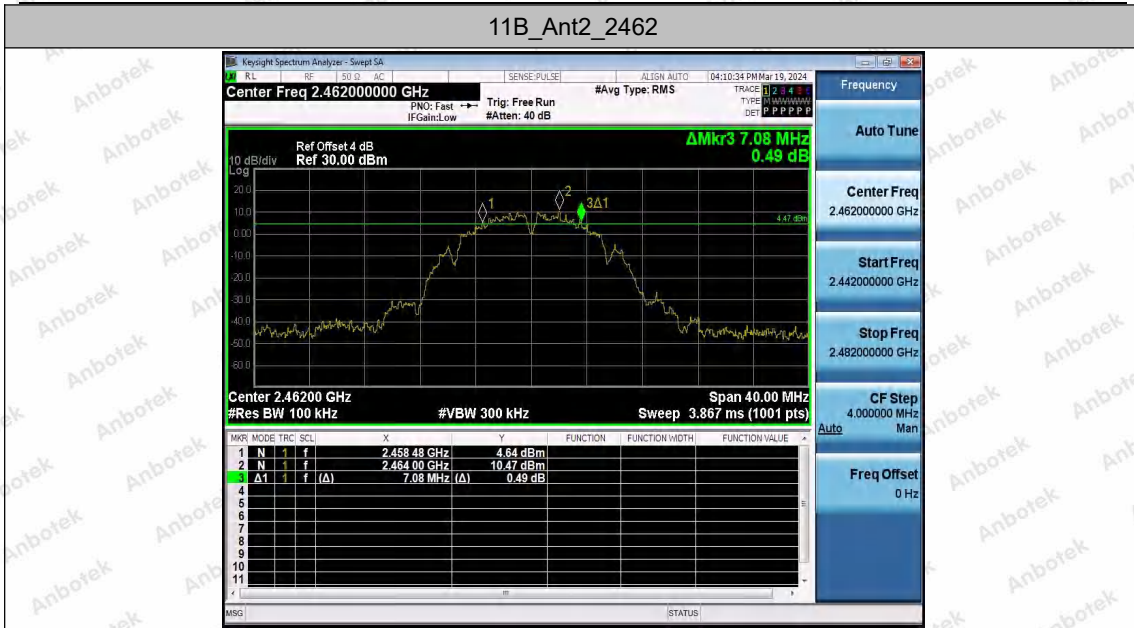 11B_Ant2_2462
Keysight Spectrum Analyzer - Swept SA
RL RF 50 Ω AC SENSE:PULSE ALIGN AUTO 04:10:34 PM Mar 19, 2024
Center Freq 2.462000000 GHz #Avg Type: RMS TRACE 1 2 3 4 5 6
PNO: Fast Trig: Free Run TYPE M WWWWW
IFGain:Low #Atten: 40 dB DET P P P P P P
Frequency
Auto Tune
Center Freq
2.462000000 GHz
Start Freq
2.442000000 GHz
Stop Freq
2.482000000 GHz
CF Step
4.000000 MHz
Auto Man
Freq Offset
0 Hz
ΔMkr3 7.08 MHz
0.49 dB
Ref Offset 4 dB
10 dB/div Ref 30.00 dBm
Log
20.0
10.0
0.00
-10.0
-20.0
-30.0
-40.0
-50.0
-60.0
1
2
3Δ1
4.47 dBm
Center 2.46200 GHz Span 40.00 MHz
#Res BW 100 kHz #VBW 300 kHz Sweep 3.867 ms (1001 pts)
MKR MODE TRC SCL X Y FUNCTION FUNCTION WIDTH FUNCTION VALUE
1 N 1 f 2.458 48 GHz 4.64 dBm
2 N 1 f 2.464 00 GHz 10.47 dBm
3 Δ1 1 f (Δ) 7.08 MHz (Δ) 0.49 dB
4
5
6
7
8
9
10
11
MSG STATUS
Anbotek